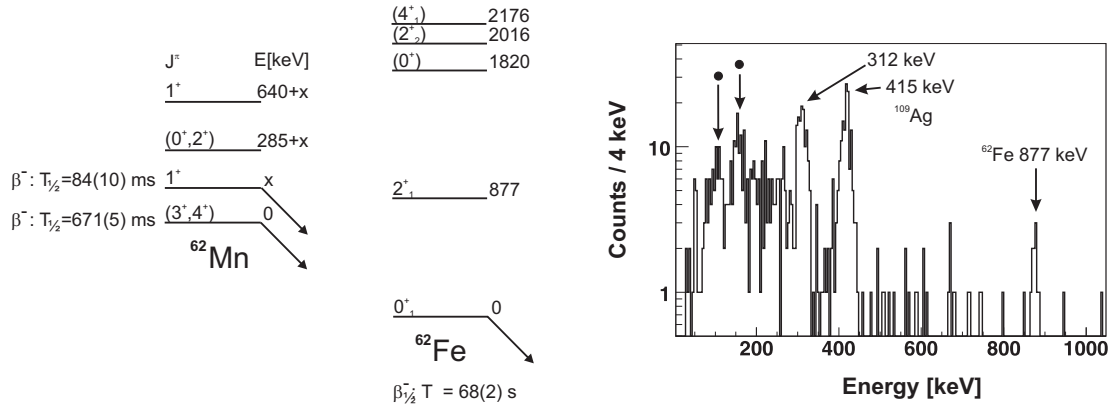 J^π E[keV]
1⁺ 640+x
(0⁺,2⁺) 285+x
β⁻: T½=84(10) ms 1⁺ x
β⁻: T½=671(5) ms (3⁺,4⁺) 0
⁶²Mn
(4⁺₁) 2176
(2⁺₂) 2016
(0⁺) 1820
2⁺₁ 877
0⁺₁ 0
⁶²Fe
β⁻½: T = 68(2) s
Counts / 4 keV
10
1
312 keV
415 keV
¹⁰⁹Ag
⁶²Fe 877 keV
200 400 600 800 1000
Energy [keV]